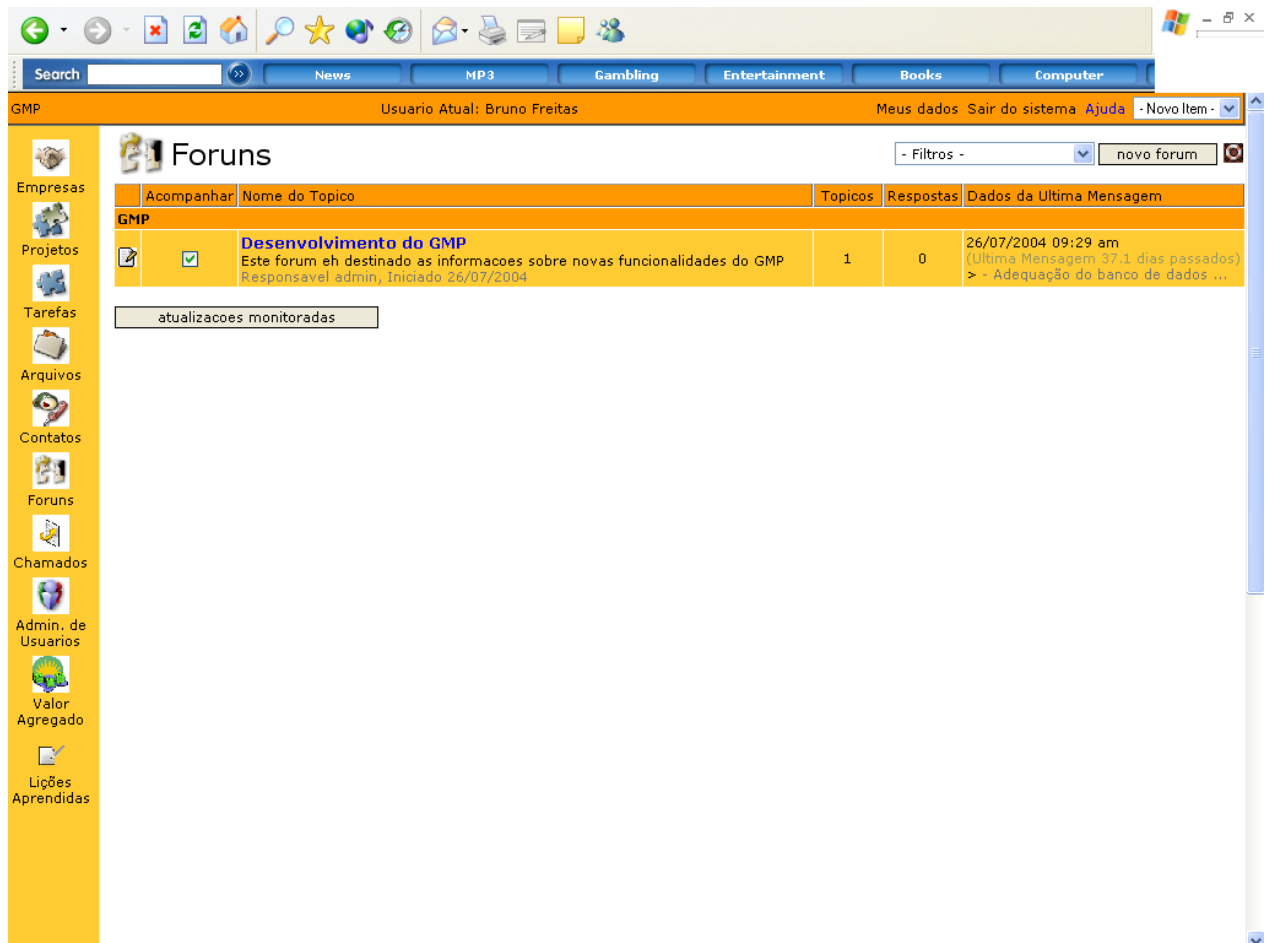 Search News MP3 Gambling Entertainment Books Computer
GMP Usuario Atual: Bruno Freitas Meus dados Sair do sistema Ajuda - Novo Item -
Foruns - Filtros - novo forum
Acompanhar Nome do Topico Topicos Respostas Dados da Ultima Mensagem
GMP
Desenvolvimento do GMP
Este forum eh destinado as informacoes sobre novas funcionalidades do GMP
Responsavel admin, Iniciado 26/07/2004
1 0
26/07/2004 09:29 am
(Ultima Mensagem 37.1 dias passados)
> - Adequação do banco de dados ...
atualizacoes monitoradas
Empresas
Projetos
Tarefas
Arquivos
Contatos
Foruns
Chamados
Admin. de
Usuarios
Valor
Agregado
Lições
Aprendidas